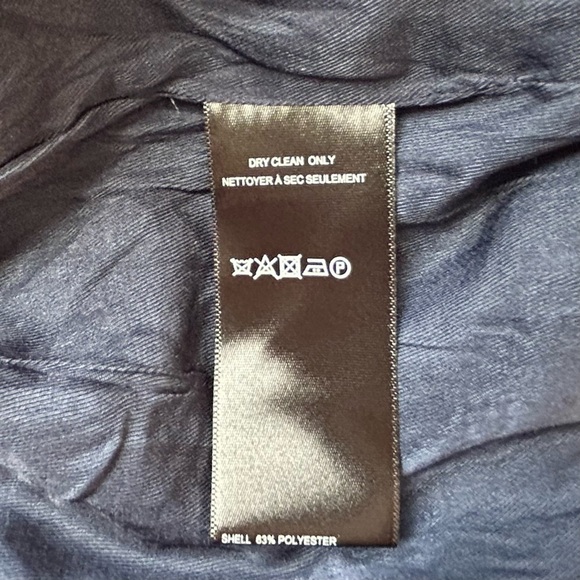 DRY CLEAN ONLY
NETTOYER À SEC SEULEMENT
P
SHELL 63% POLYESTER